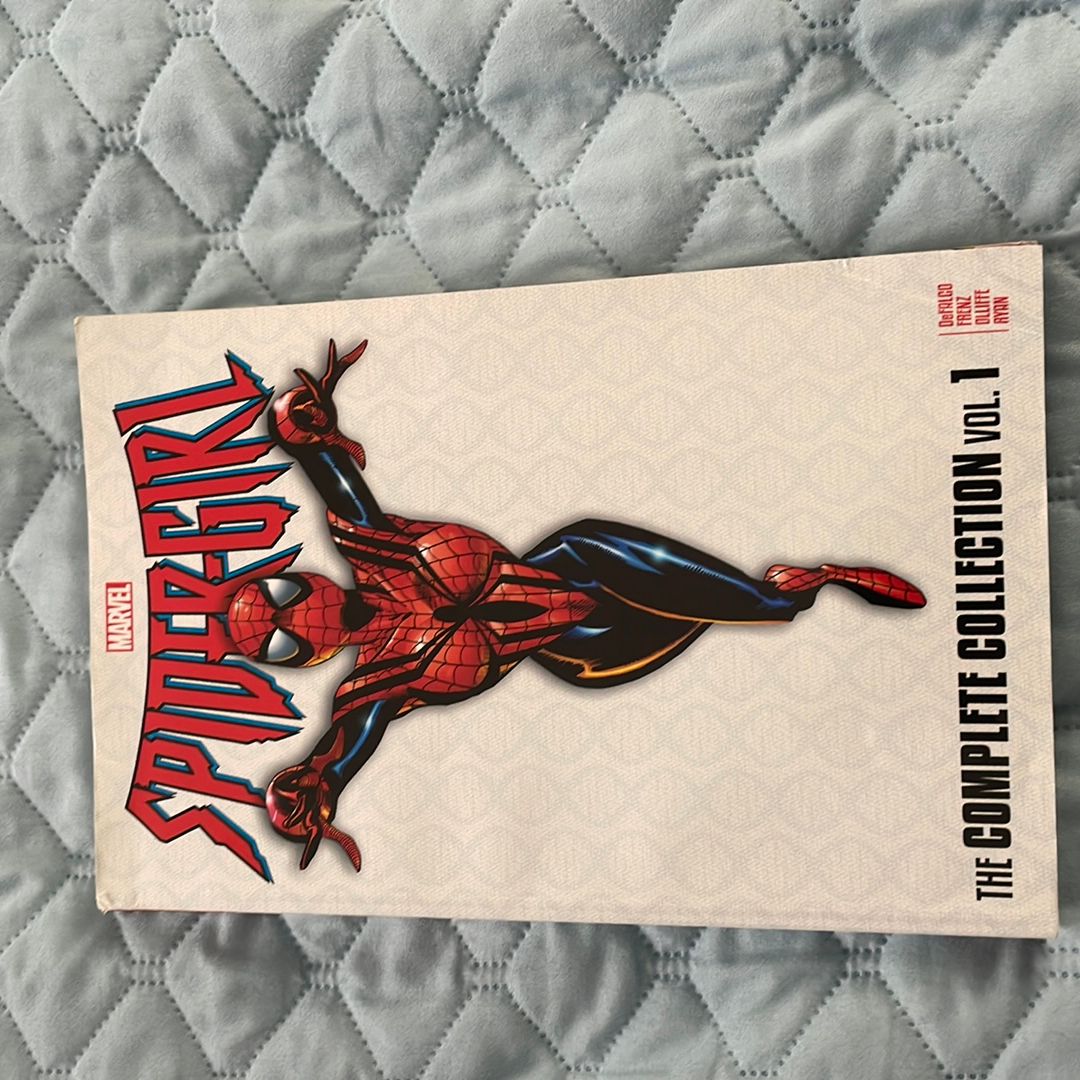 MARVEL
SPIDER-GIRL
THE COMPLETE COLLECTION VOL. 1
DeFALCO
FRENZ
OLLIFFE
RYAN